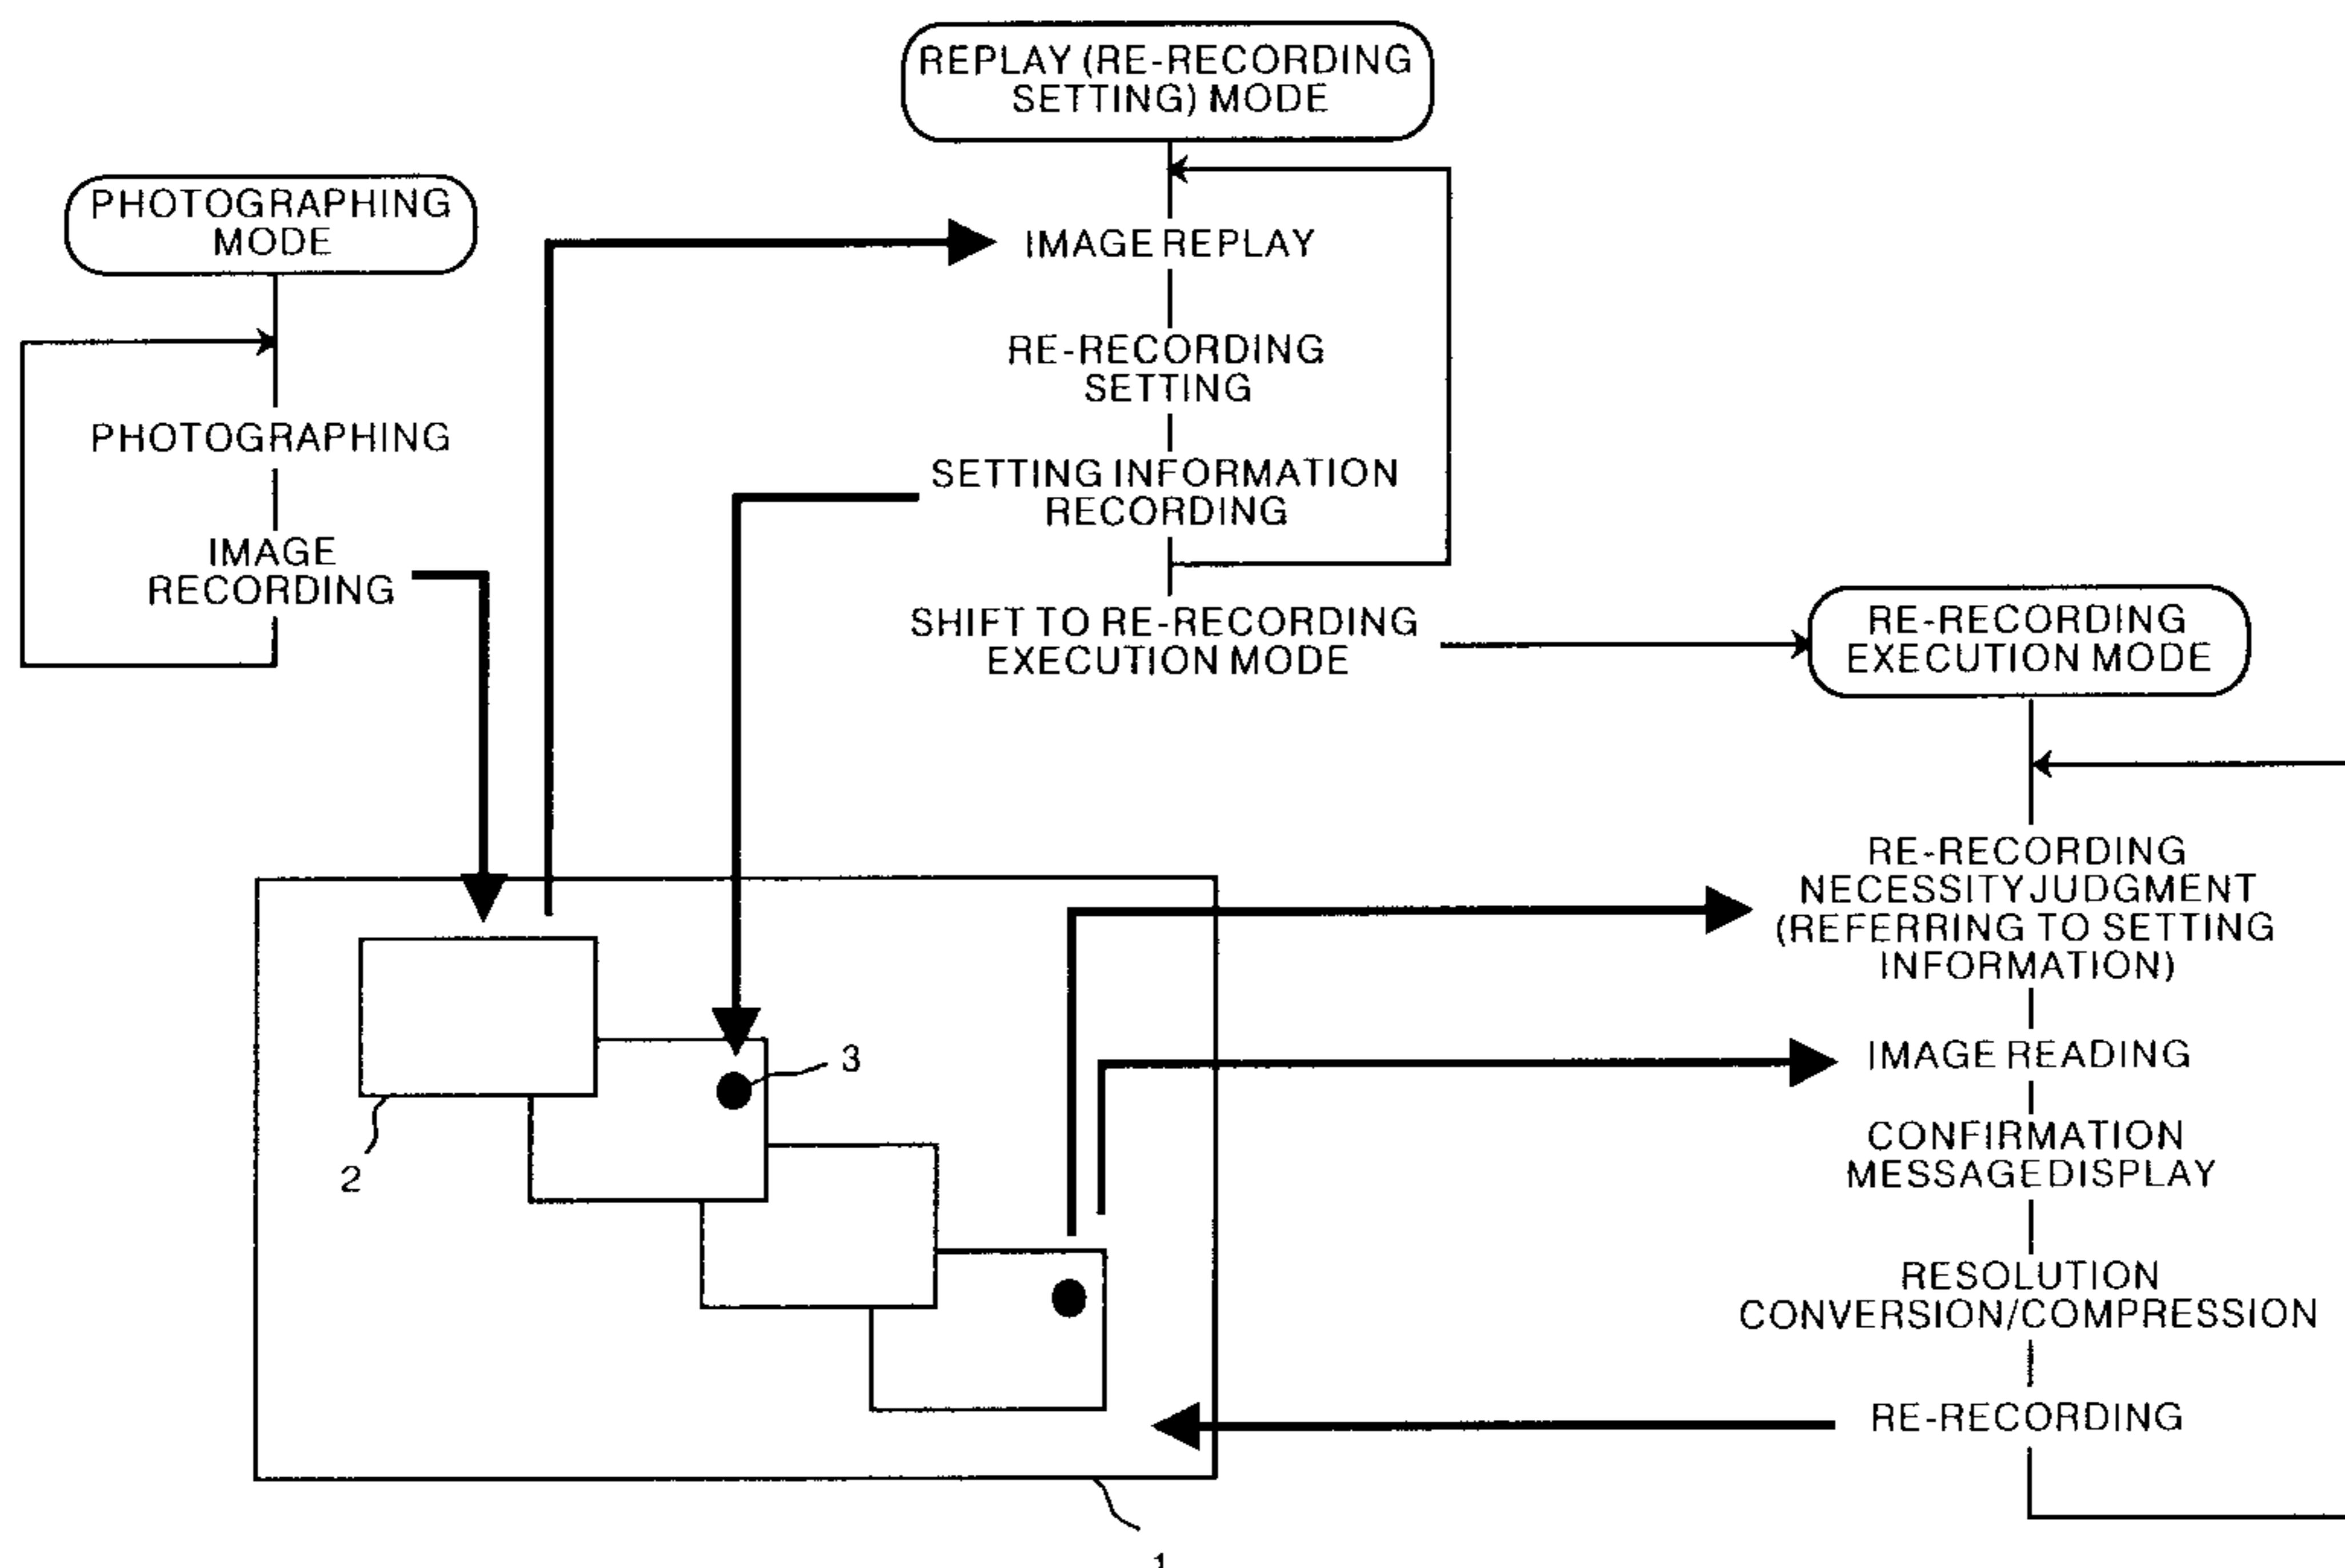 PHOTOGRAPHING
MODE
PHOTOGRAPHING
IMAGE
RECORDING
REPLAY (RE-RECORDING
SETTING) MODE
IMAGE REPLAY
RE-RECORDING
SETTING
SETTING INFORMATION
RECORDING
SHIFT TO RE-RECORDING
EXECUTION MODE
RE-RECORDING
EXECUTION MODE
RE-RECORDING
NECESSITY JUDGMENT
(REFERRING TO SETTING
INFORMATION)
IMAGE READING
CONFIRMATION
MESSAGE DISPLAY
RESOLUTION
CONVERSION/COMPRESSION
RE-RECORDING
3
2
1